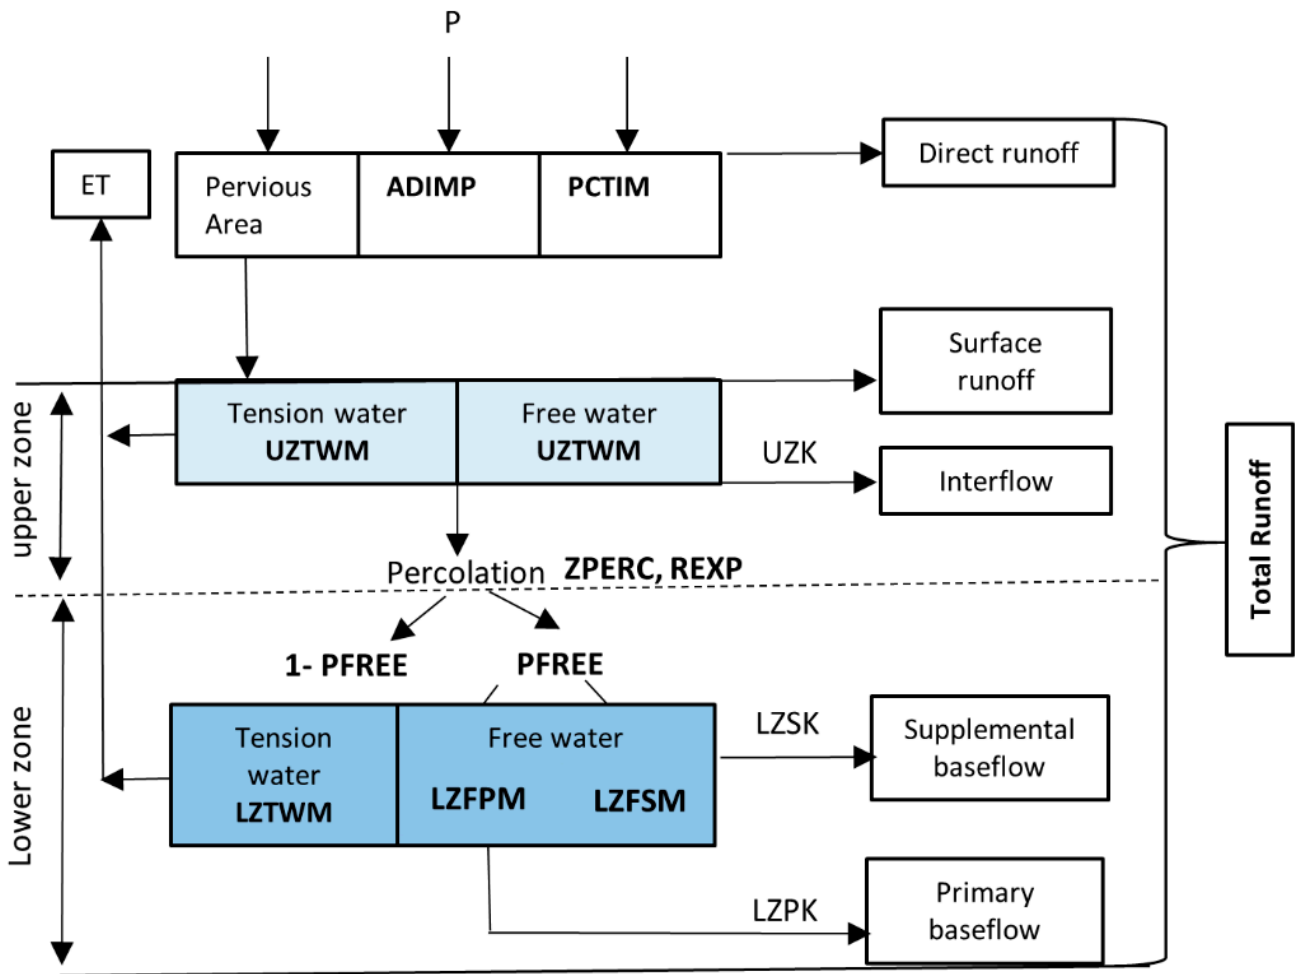 P
ET
Pervious
Area
ADIMP
PCTIM
Direct runoff
Surface
runoff
upper zone
Tension water
UZTWM
Free water
UZTWM
UZK
Interflow
Percolation
ZPERC, REXP
Total Runoff
1- PFREE
PFREE
Lower zone
Tension
water
LZTWM
Free water
LZFPM
LZFSM
LZSK
Supplemental
baseflow
LZPK
Primary
baseflow